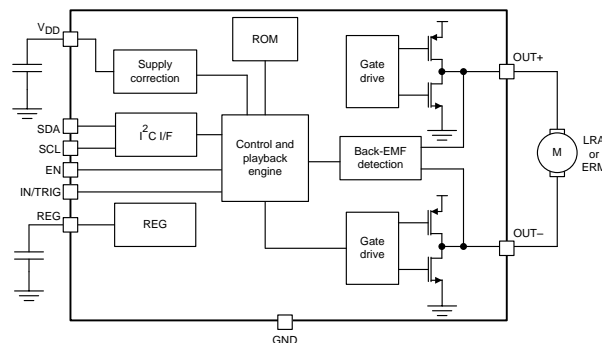 VDD
Supply
correction
ROM
Gate
drive
OUT+
SDA
SCL
I2C I/F
Control and
playback
engine
Back-EMF
detection
M
LRA
or
ERM
EN
IN/TRIG
REG
REG
Gate
drive
OUT–
GND